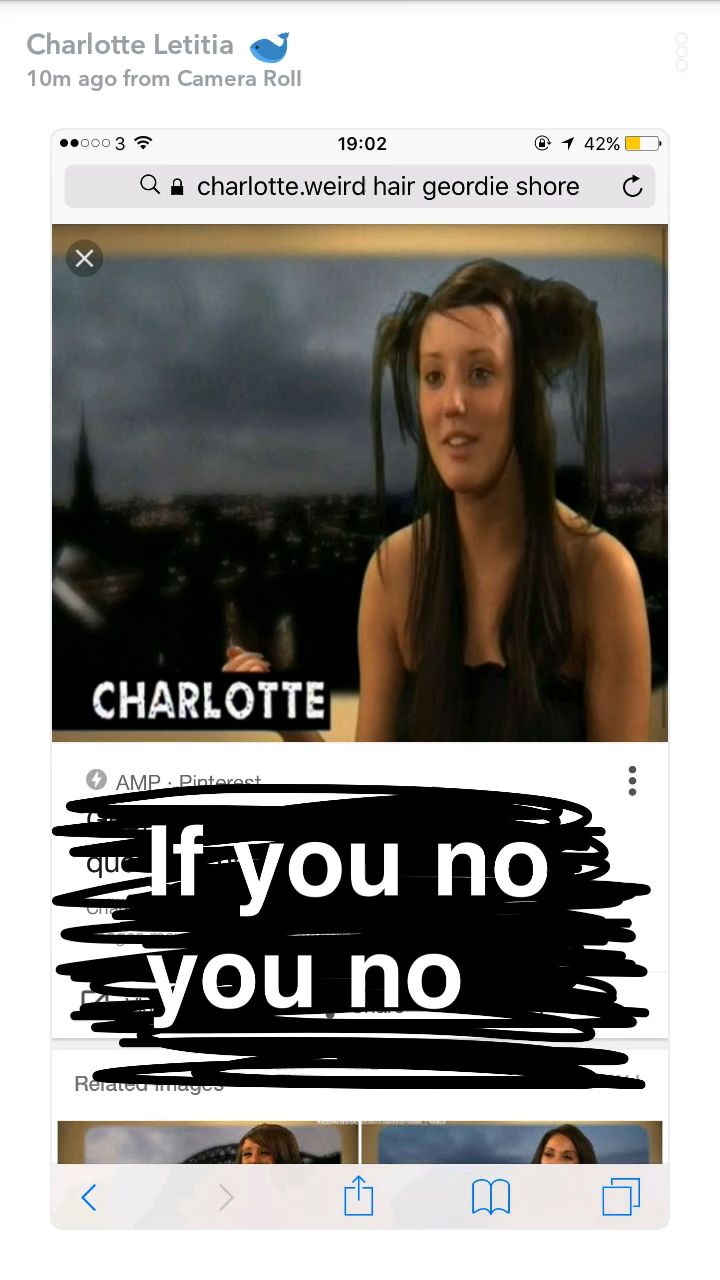 Charlotte Letitia 🐳
10m ago from Camera Roll
3 19:02 42%
charlotte.weird hair geordie shore
CHARLOTTE
AMP · Pinterest
If you no
you no
Related images